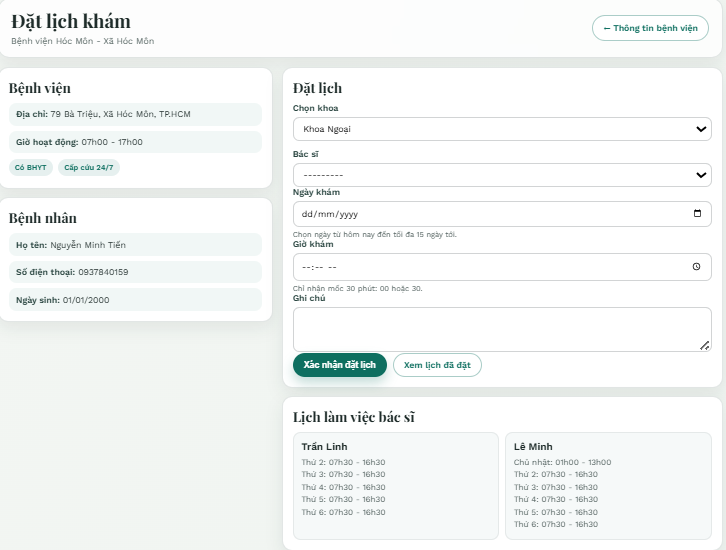 Đặt lịch khám
Bệnh viện Hóc Môn - Xã Hóc Môn
← Thông tin bệnh viện
Bệnh viện
Địa chỉ: 79 Bà Triệu, Xã Hóc Môn, TP.HCM
Giờ hoạt động: 07h00 - 17h00
Có BHYT
Cấp cứu 24/7
Bệnh nhân
Họ tên: Nguyễn Minh Tiến
Số điện thoại: 0937840159
Ngày sinh: 01/01/2000
Đặt lịch
Chọn khoa
Khoa Ngoại
Bác sĩ
---------
Ngày khám
dd/mm/yyyy
Chọn ngày từ hôm nay đến tối đa 15 ngày tới.
Giờ khám
--:-- --
Chỉ nhận mốc 30 phút: 00 hoặc 30.
Ghi chú
Xác nhận đặt lịch
Xem lịch đã đặt
Lịch làm việc bác sĩ
Trần Linh
Thứ 2: 07h30 - 16h30
Thứ 3: 07h30 - 16h30
Thứ 4: 07h30 - 16h30
Thứ 5: 07h30 - 16h30
Thứ 6: 07h30 - 16h30
Lê Minh
Chủ nhật: 01h00 - 13h00
Thứ 2: 07h30 - 16h30
Thứ 3: 07h30 - 16h30
Thứ 4: 07h30 - 16h30
Thứ 5: 07h30 - 16h30
Thứ 6: 07h30 - 16h30